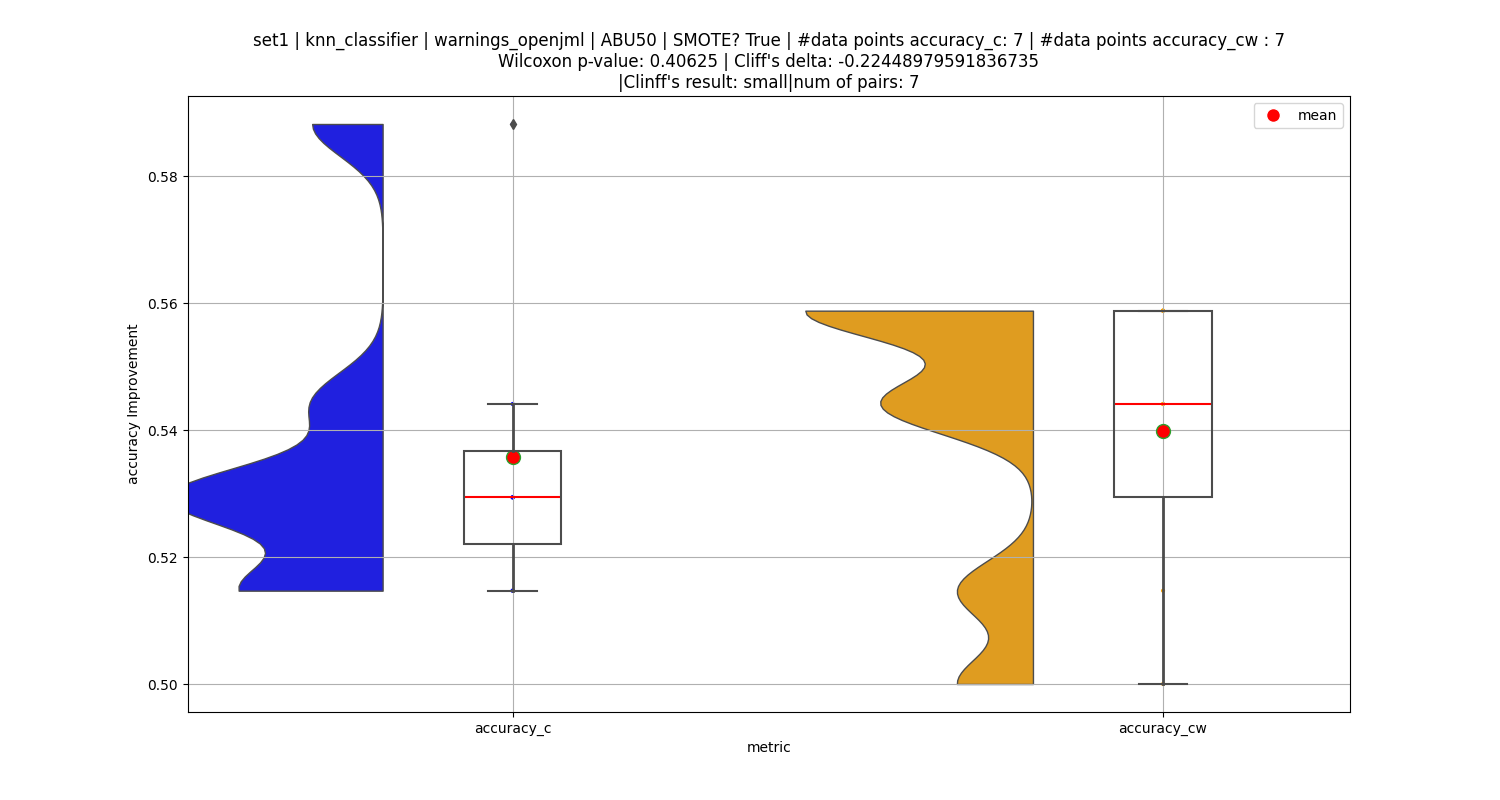 set1 | knn_classifier | warnings_openjml | ABU50 | SMOTE? True | #data points accuracy_c: 7 | #data points accuracy_cw : 7
Wilcoxon p-value: 0.40625 | Cliff's delta: -0.22448979591836735
|Clinff's result: small|num of pairs: 7
mean
0.58
0.56
0.54
0.52
0.50
accuracy Improvement
accuracy_c
accuracy_cw
metric